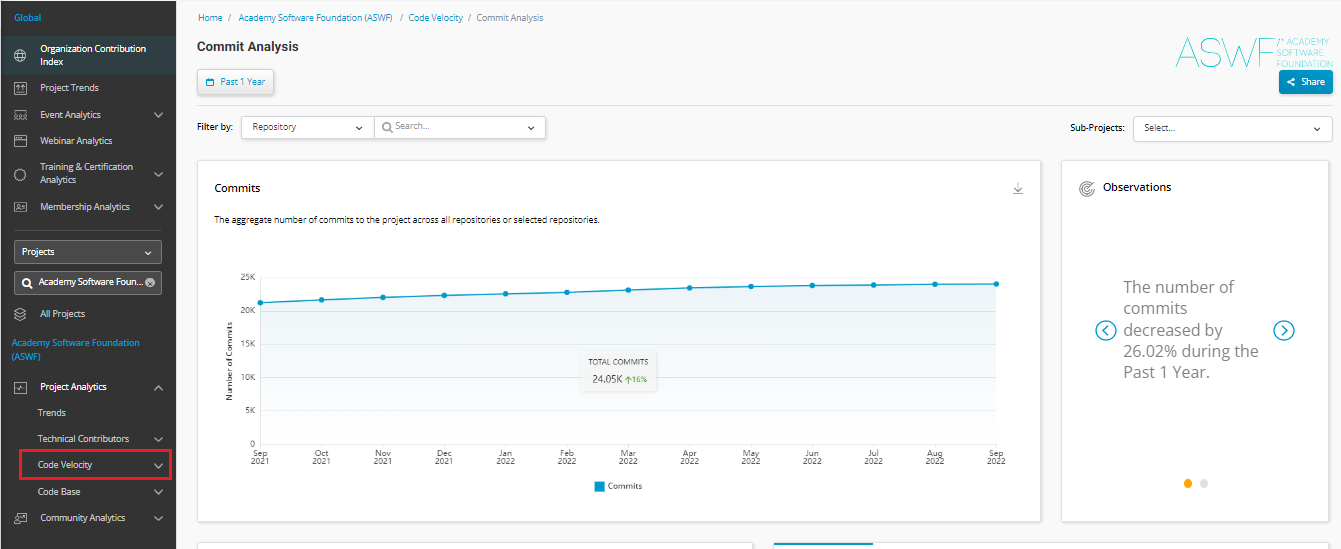 Global
Organization Contribution
Index
Project Trends
Event Analytics
Webinar Analytics
Training & Certification
Analytics
Membership Analytics
Projects
Academy Software Foun...
All Projects
Academy Software Foundation
(ASWF)
Project Analytics
Trends
Technical Contributors
Code Velocity
Code Base
Community Analytics
Home / Academy Software Foundation (ASWF) / Code Velocity / Commit Analysis
Commit Analysis
ASWF
/* ACADEMY
SOFTWARE
FOUNDATION
Past 1 Year
Share
Filter by: Repository Search...
Sub-Projects: Select...
Commits
The aggregate number of commits to the project across all repositories or selected repositories.
Number of Commits
25K
20K
15K
10K
5K
0
TOTAL COMMITS
24.05K 16%
Sep Oct Nov Dec Jan Feb Mar Apr May Jun Jul Aug Sep
2021 2021 2021 2021 2022 2022 2022 2022 2022 2022 2022 2022 2022
Commits
Observations
The number of
commits
decreased by
26.02% during the
Past 1 Year.